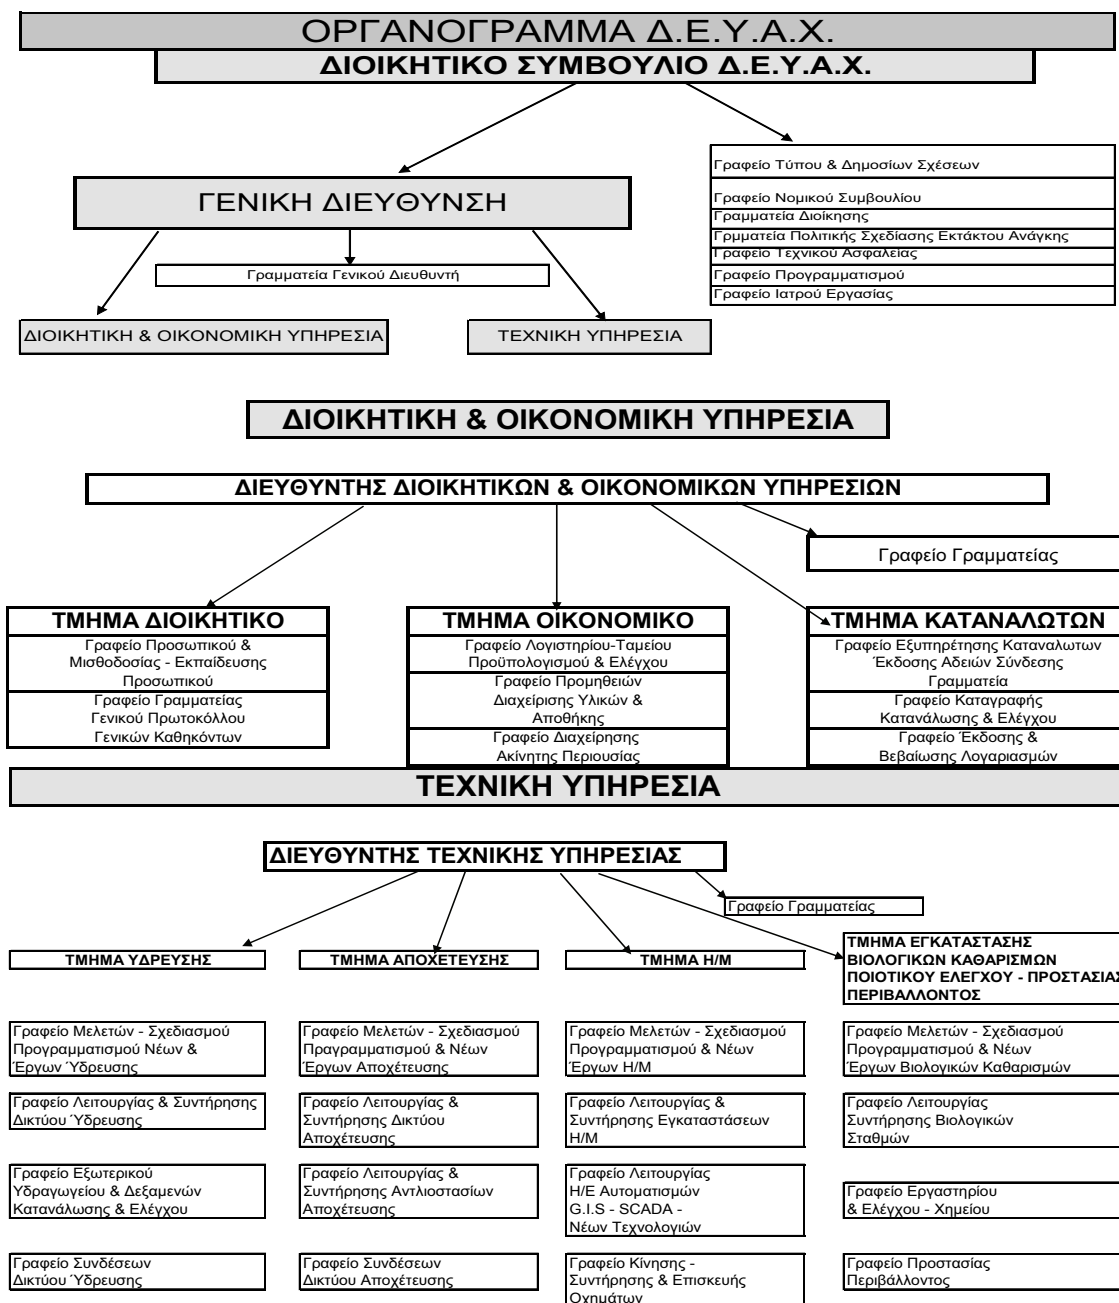 ΟΡΓΑΝΟΓΡΑΜΜΑ Δ.Ε.Υ.Α.Χ.
ΔΙΟΙΚΗΤΙΚΟ ΣΥΜΒΟΥΛΙΟ Δ.Ε.Υ.Α.Χ.
Γραφείο Τύπου & Δημοσίων Σχέσεων
Γραφείο Νομικού Συμβουλίου
Γραμματεία Διοίκησης
Γρμματεία Πολιτικής Σχεδίασης Εκτάκτου Ανάγκης
Γραφείο Τεχνικού Ασφαλείας
Γραφείο Προγραμματισμού
Γραφείο Ιατρού Εργασίας
ΓΕΝΙΚΗ ΔΙΕΥΘΥΝΣΗ
Γραμματεία Γενικού Διευθυντή
ΔΙΟΙΚΗΤΙΚΗ & ΟΙΚΟΝΟΜΙΚΗ ΥΠΗΡΕΣΙΑ
ΤΕΧΝΙΚΗ ΥΠΗΡΕΣΙΑ
ΔΙΟΙΚΗΤΙΚΗ & ΟΙΚΟΝΟΜΙΚΗ ΥΠΗΡΕΣΙΑ
ΔΙΕΥΘΥΝΤΗΣ ΔΙΟΙΚΗΤΙΚΩΝ & ΟΙΚΟΝΟΜΙΚΩΝ ΥΠΗΡΕΣΙΩΝ
Γραφείο Γραμματείας
ΤΜΗΜΑ ΔΙΟΙΚΗΤΙΚΟ
Γραφείο Προσωπικού &
Μισθοδοσίας - Εκπαίδευσης
Προσωπικού
Γραφείο Γραμματείας
Γενικού Πρωτοκόλλου
Γενικών Καθηκόντων
ΤΜΗΜΑ ΟΙΚΟΝΟΜΙΚΟ
Γραφείο Λογιστηρίου-Ταμείου
Προϋπολογισμού & Ελέγχου
Γραφείο Προμηθειών
Διαχείρισης Υλικών &
Αποθήκης
Γραφείο Διαχείρησης
Ακίνητης Περιουσίας
ΤΜΗΜΑ ΚΑΤΑΝΑΛΩΤΩΝ
Γραφείο Εξυπηρέτησης Καταναλωτων
Έκδοσης Αδειών Σύνδεσης
Γραμματεία
Γραφείο Καταγραφής
Κατανάλωσης & Ελέγχου
Γραφείο Έκδοσης &
Βεβαίωσης Λογαριασμών
ΤΕΧΝΙΚΗ ΥΠΗΡΕΣΙΑ
ΔΙΕΥΘΥΝΤΗΣ ΤΕΧΝΙΚΗΣ ΥΠΗΡΕΣΙΑΣ
Γραφείο Γραμματείας
ΤΜΗΜΑ ΥΔΡΕΥΣΗΣ
Γραφείο Μελετών - Σχεδιασμού
Προγραμματισμού Νέων &
Έργων Ύδρευσης
Γραφείο Λειτουργίας & Συντήρησης
Δικτύου Ύδρευσης
Γραφείο Εξωτερικού
Υδραγωγείου & Δεξαμενών
Κατανάλωσης & Ελέγχου
Γραφείο Συνδέσεων
Δικτύου Ύδρευσης
ΤΜΗΜΑ ΑΠΟΧΕΤΕΥΣΗΣ
Γραφείο Μελετών - Σχεδιασμού
Πραγραμματισμού & Νέων
Έργων Αποχέτευσης
Γραφείο Λειτουργίας &
Συντήρησης Δικτύου
Αποχέτευσης
Γραφείο Λειτουργίας &
Συντήρησης Αντλιοστασίων
Αποχέτευσης
Γραφείο Συνδέσεων
Δικτύου Αποχέτευσης
ΤΜΗΜΑ Η/Μ
Γραφείο Μελετών - Σχεδιασμού
Προγραμματισμού & Νέων
Έργων Η/Μ
Γραφείο Λειτουργίας &
Συντήρησης Εγκαταστάσεων
Η/Μ
Γραφείο Λειτουργίας
Η/Ε Αυτοματισμών
G.I.S - SCADA -
Νέων Τεχνολογιών
Γραφείο Κίνησης -
Συντήρησης & Επισκευής
Οχημάτων
ΤΜΗΜΑ ΕΓΚΑΤΑΣΤΑΣΗΣ
ΒΙΟΛΟΓΙΚΩΝ ΚΑΘΑΡΙΣΜΩΝ
ΠΟΙΟΤΙΚΟΥ ΕΛΕΓΧΟΥ - ΠΡΟΣΤΑΣΙΑΣ
ΠΕΡΙΒΑΛΛΟΝΤΟΣ
Γραφείο Μελετών - Σχεδιασμού
Προγραμματισμού & Νέων
Έργων Βιολογικών Καθαρισμών
Γραφείο Λειτουργίας
Συντήρησης Βιολογικών
Σταθμών
Γραφείο Εργαστηρίου
& Ελέγχου - Χημείου
Γραφείο Προστασίας
Περιβάλλοντος